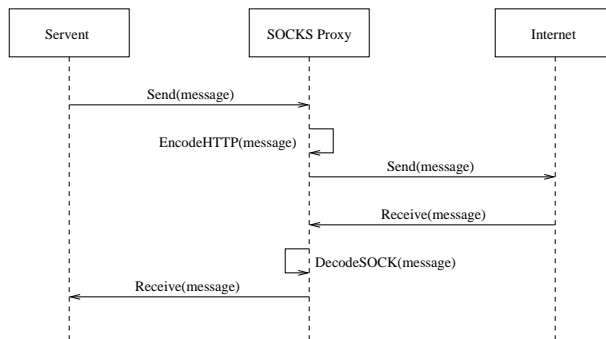 Servent
SOCKS Proxy
Internet
Send(message)
EncodeHTTP(message)
Send(message)
Receive(message)
DecodeSOCK(message)
Receive(message)